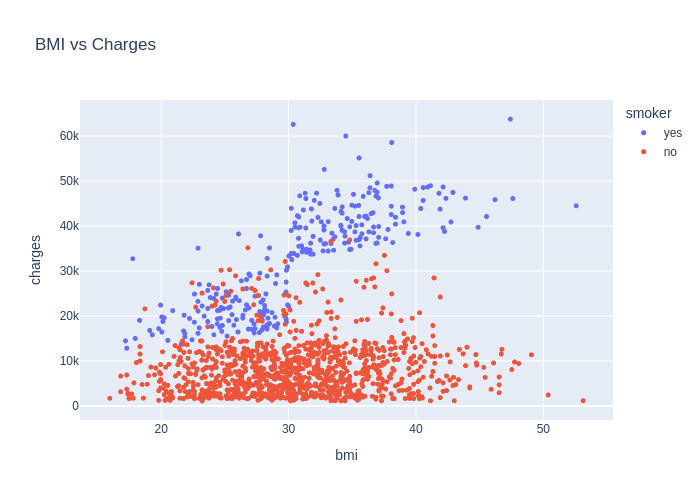 BMI vs Charges
smoker
yes
no
60k
50k
40k
30k
20k
10k
0
charges
20 30 40 50
bmi